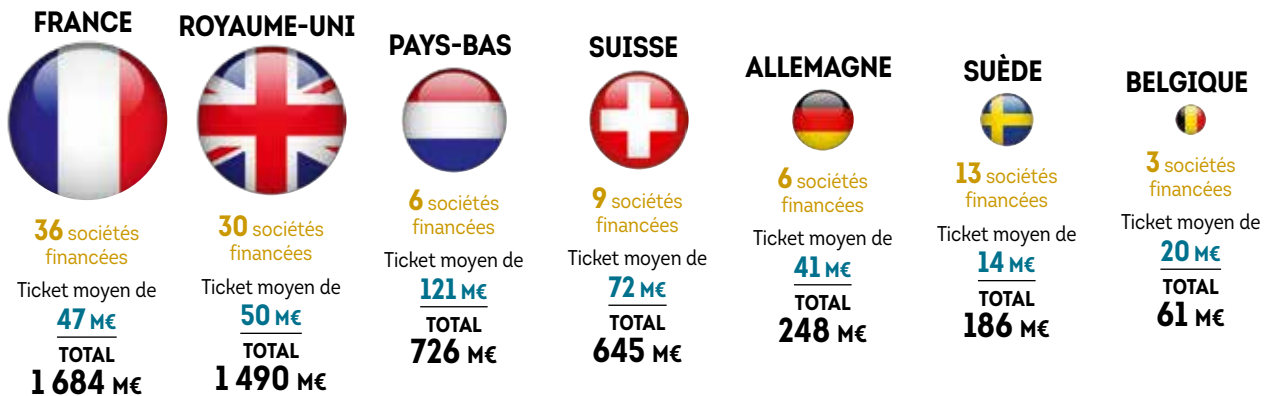 FRANCE
36 sociétés
financées
Ticket moyen de
47 M€
TOTAL
1 684 M€
ROYAUME-UNI
30 sociétés
financées
Ticket moyen de
50 M€
TOTAL
1 490 M€
PAYS-BAS
6 sociétés
financées
Ticket moyen de
121 M€
TOTAL
726 M€
SUISSE
9 sociétés
financées
Ticket moyen de
72 M€
TOTAL
645 M€
ALLEMAGNE
6 sociétés
financées
Ticket moyen de
41 M€
TOTAL
248 M€
SUÈDE
13 sociétés
financées
Ticket moyen de
14 M€
TOTAL
186 M€
BELGIQUE
3 sociétés
financées
Ticket moyen de
20 M€
TOTAL
61 M€